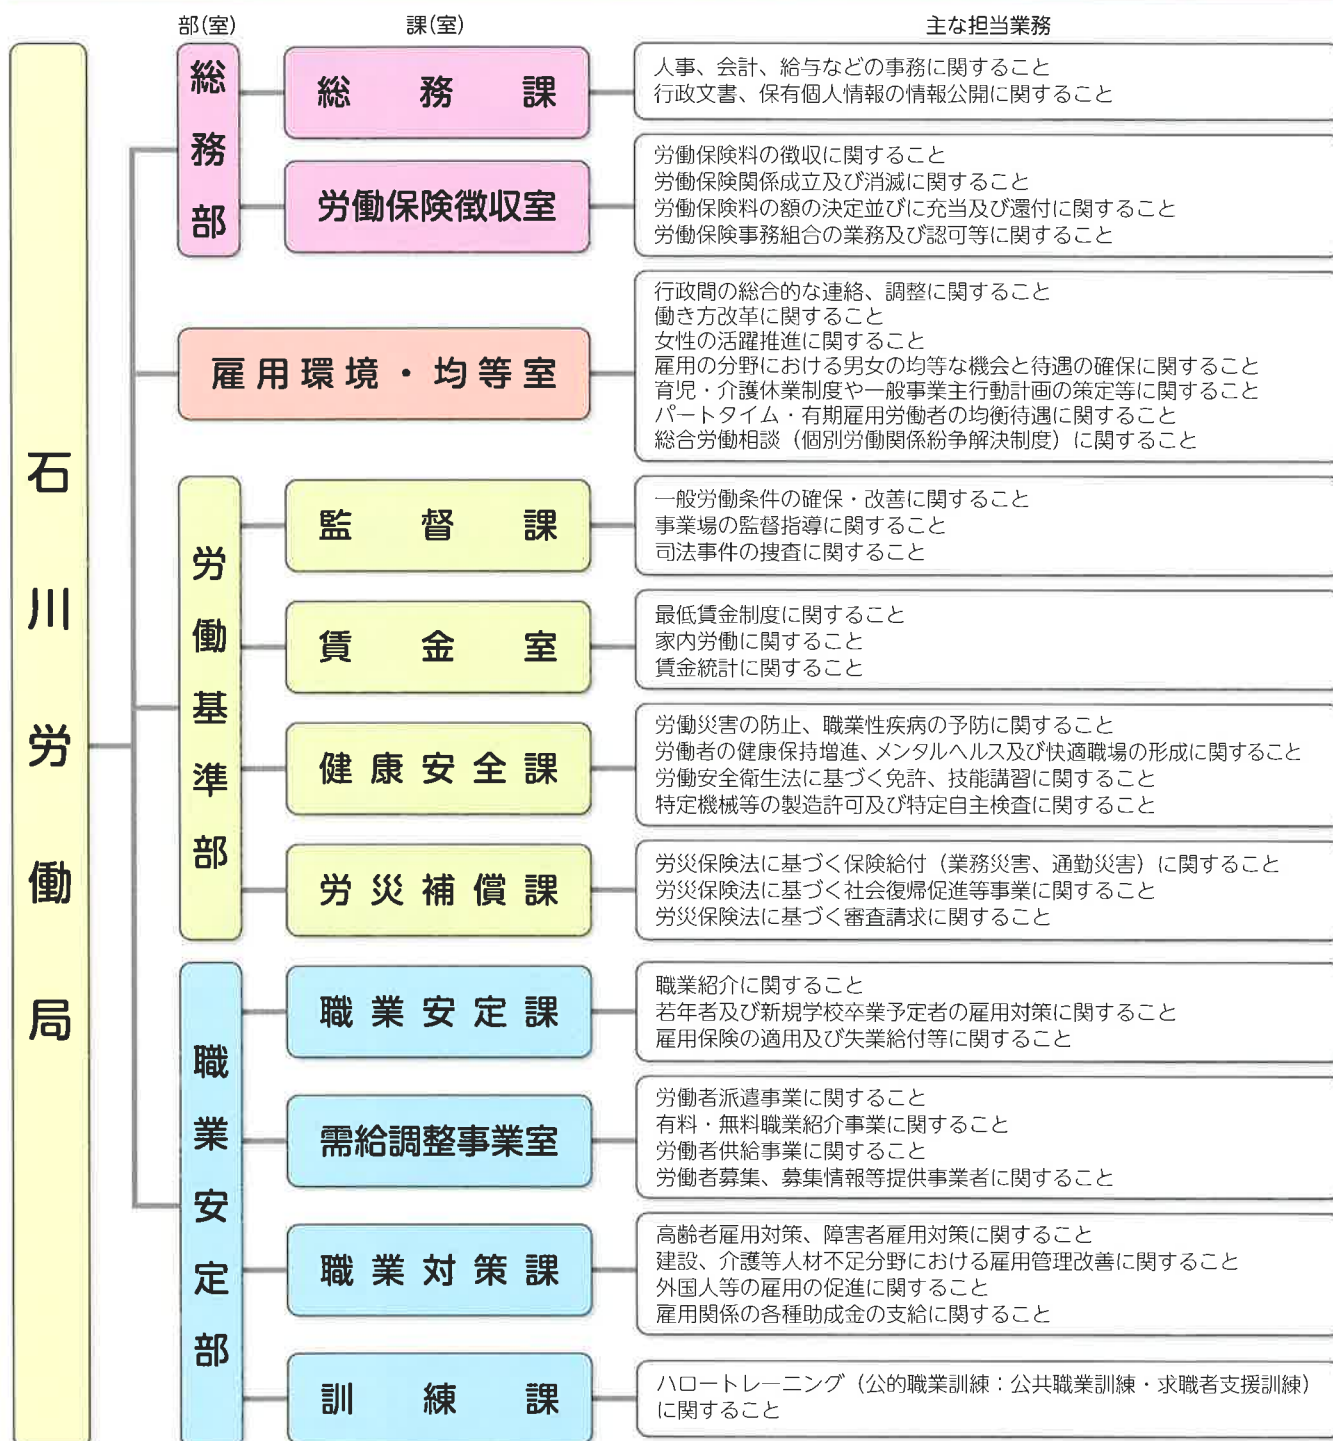 部(室)
課(室)
主な担当業務
石川労働局
総務部
総務課
人事、会計、給与などの事務に関すること
行政文書、保有個人情報の情報公開に関すること
労働保険徴収室
労働保険料の徴収に関すること
労働保険関係成立及び消滅に関すること
労働保険料の額の決定並びに充当及び還付に関すること
労働保険事務組合の業務及び認可等に関すること
雇用環境・均等室
行政間の総合的な連絡、調整に関すること
働き方改革に関すること
女性の活躍推進に関すること
雇用の分野における男女の均等な機会と待遇の確保に関すること
育児・介護休業制度や一般事業主行動計画の策定等に関すること
パートタイム・有期雇用労働者の均衡待遇に関すること
総合労働相談（個別労働関係紛争解決制度）に関すること
労働基準部
監督課
一般労働条件の確保・改善に関すること
事業場の監督指導に関すること
司法事件の捜査に関すること
賃金室
最低賃金制度に関すること
家内労働に関すること
賃金統計に関すること
健康安全課
労働災害の防止、職業性疾病の予防に関すること
労働者の健康保持増進、メンタルヘルス及び快適職場の形成に関すること
労働安全衛生法に基づく免許、技能講習に関すること
特定機械等の製造許可及び特定自主検査に関すること
労災補償課
労災保険法に基づく保険給付（業務災害、通勤災害）に関すること
労災保険法に基づく社会復帰促進等事業に関すること
労災保険法に基づく審査請求に関すること
職業安定部
職業安定課
職業紹介に関すること
若年者及び新規学校卒業予定者の雇用対策に関すること
雇用保険の適用及び失業給付等に関すること
需給調整事業室
労働者派遣事業に関すること
有料・無料職業紹介事業に関すること
労働者供給事業に関すること
労働者募集、募集情報等提供事業者に関すること
職業対策課
高齢者雇用対策、障害者雇用対策に関すること
建設、介護等人材不足分野における雇用管理改善に関すること
外国人等の雇用の促進に関すること
雇用関係の各種助成金の支給に関すること
訓練課
ハロートレーニング（公的職業訓練：公共職業訓練・求職者支援訓練）
に関すること